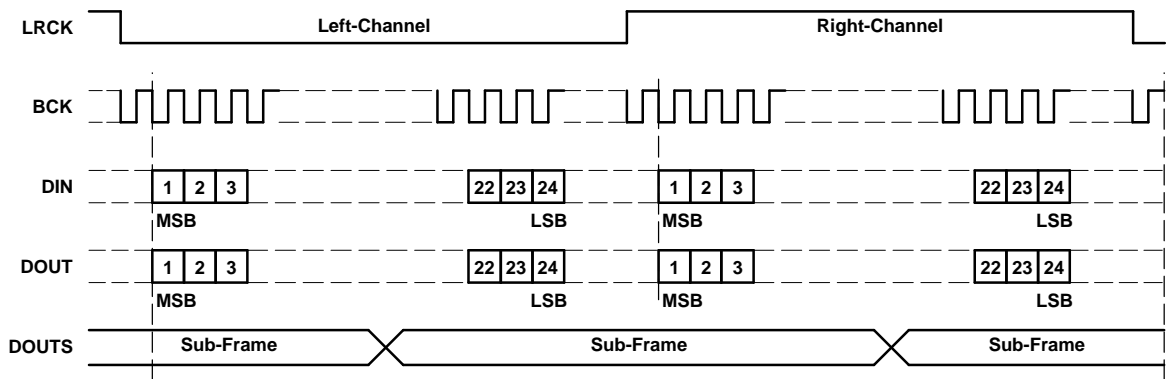 LRCK Left-Channel Right-Channel
BCK
DIN 1 2 3 22 23 24 1 2 3 22 23 24
MSB LSB MSB LSB
DOUT 1 2 3 22 23 24 1 2 3 22 23 24
MSB LSB MSB LSB
DOUTS Sub-Frame Sub-Frame Sub-Frame